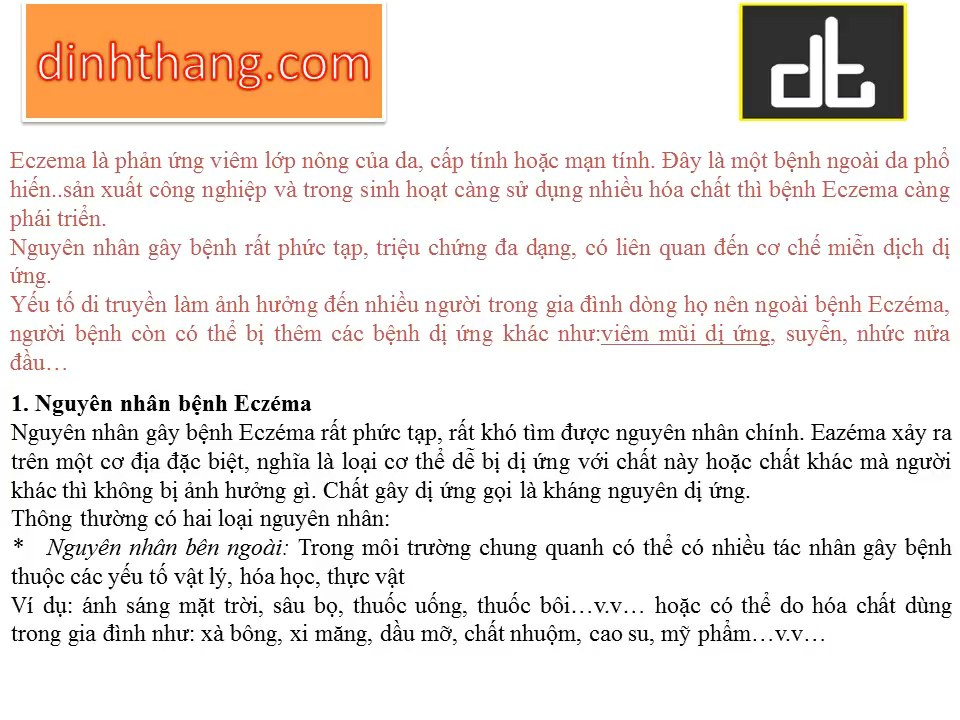 dinhthang.com
dt
Eczema là phản ứng viêm lớp nông của da, cấp tính hoặc mạn tính. Đây là một bệnh ngoài da phổ
hiến..sản xuất công nghiệp và trong sinh hoạt càng sử dụng nhiều hóa chất thì bệnh Eczema càng
phái triển.
Nguyên nhân gây bệnh rất phức tạp, triệu chứng đa dạng, có liên quan đến cơ chế miễn dịch dị
ứng.
Yếu tố di truyền làm ảnh hưởng đến nhiều người trong gia đình dòng họ nên ngoài bệnh Eczéma,
người bệnh còn có thể bị thêm các bệnh dị ứng khác như:viêm mũi dị ứng, suyễn, nhức nửa
đầu…
1. Nguyên nhân bệnh Eczéma
Nguyên nhân gây bệnh Eczéma rất phức tạp, rất khó tìm được nguyên nhân chính. Eazéma xảy ra
trên một cơ địa đặc biệt, nghĩa là loại cơ thể dễ bị dị ứng với chất này hoặc chất khác mà người
khác thì không bị ảnh hưởng gì. Chất gây dị ứng gọi là kháng nguyên dị ứng.
Thông thường có hai loại nguyên nhân:
* Nguyên nhân bên ngoài: Trong môi trường chung quanh có thể có nhiều tác nhân gây bệnh
thuộc các yếu tố vật lý, hóa học, thực vật
Ví dụ: ánh sáng mặt trời, sâu bọ, thuốc uống, thuốc bôi…v.v… hoặc có thể do hóa chất dùng
trong gia đình như: xà bông, xi măng, dầu mỡ, chất nhuộm, cao su, mỹ phẩm…v.v…